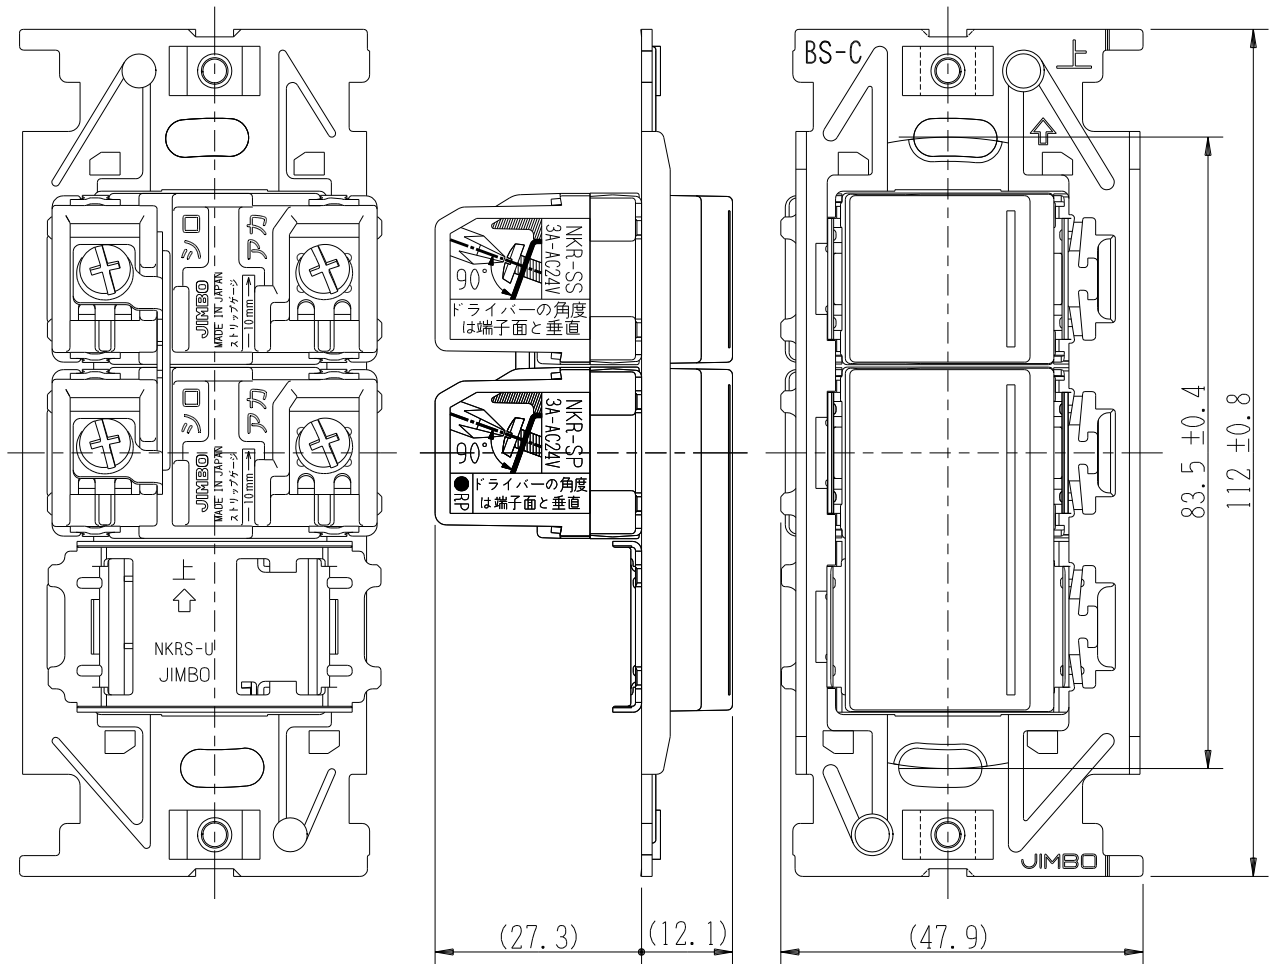 BS-C
上
シロ
アカ
JIMBO
MADE IN JAPAN
ストリップゲージ
10mm
シロ
アカ
JIMBO
MADE IN JAPAN
ストリップゲージ
10mm
上
NKRS-U
JIMBO
NKR-SS
3A-AC24V
90°
ドライバーの角度
は端子面と垂直
NKR-SP
3A-AC24V
90°
RP
ドライバーの角度
は端子面と垂直
83.5 ±0.4
112 ±0.8
JIMBO
(27.3)
(12.1)
(47.9)